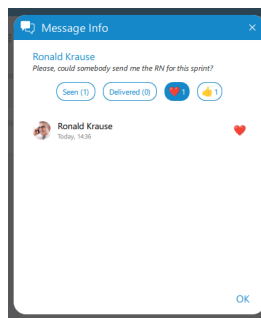 Message Info
Ronald Krause
Please, could somebody send me the RN for this sprint?
Seen (1) Delivered (0) ❤️ 1 👍 1
Ronald Krause
Today, 14:36
OK